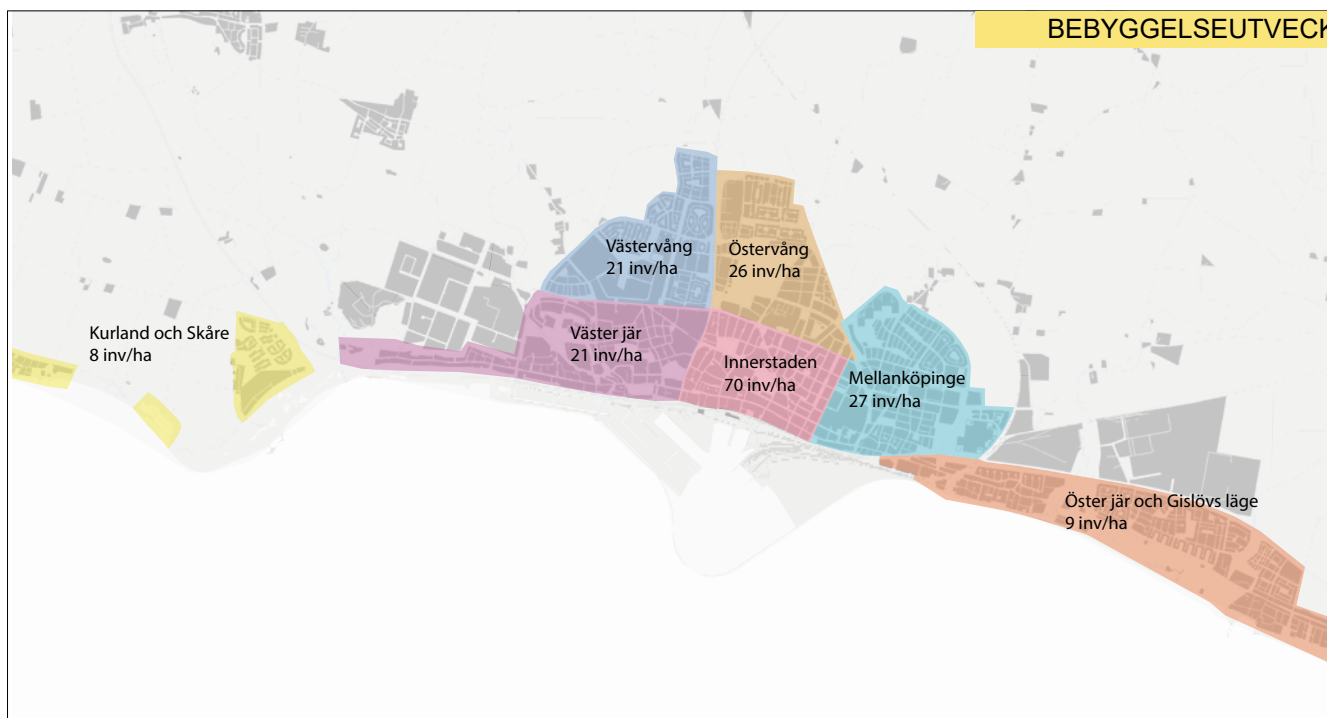 BEBYGGELSEUTVECK
Västervång
21 inv/ha
Östervång
26 inv/ha
Kurland och Skåre
8 inv/ha
Väster jär
21 inv/ha
Innerstaden
70 inv/ha
Mellanköpinge
27 inv/ha
Öster jär och Gislövs läge
9 inv/ha